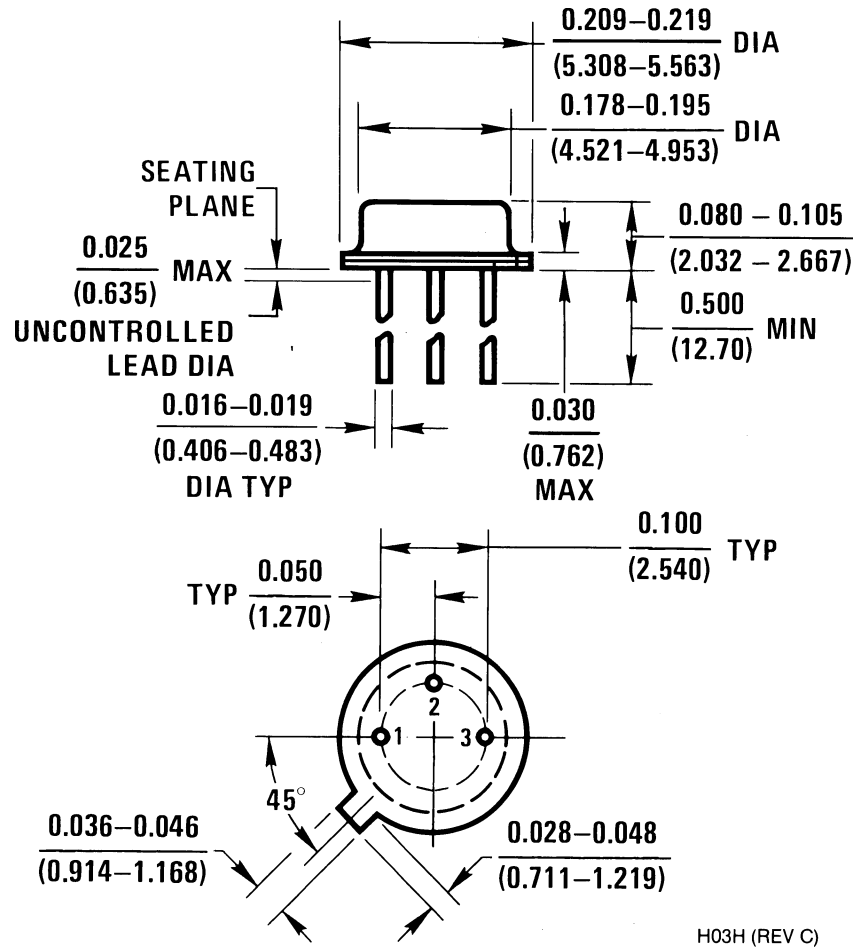 0.209–0.219
(5.308–5.563)
DIA
0.178–0.195
(4.521–4.953)
DIA
SEATING
PLANE
0.080 – 0.105
(2.032 – 2.667)
0.025
(0.635)
MAX
0.500
(12.70)
MIN
UNCONTROLLED
LEAD DIA
0.016–0.019
(0.406–0.483)
DIA TYP
0.030
(0.762)
MAX
0.100
(2.540)
TYP
TYP
0.050
(1.270)
2
1
3
45°
0.036–0.046
(0.914–1.168)
0.028–0.048
(0.711–1.219)
H03H (REV C)